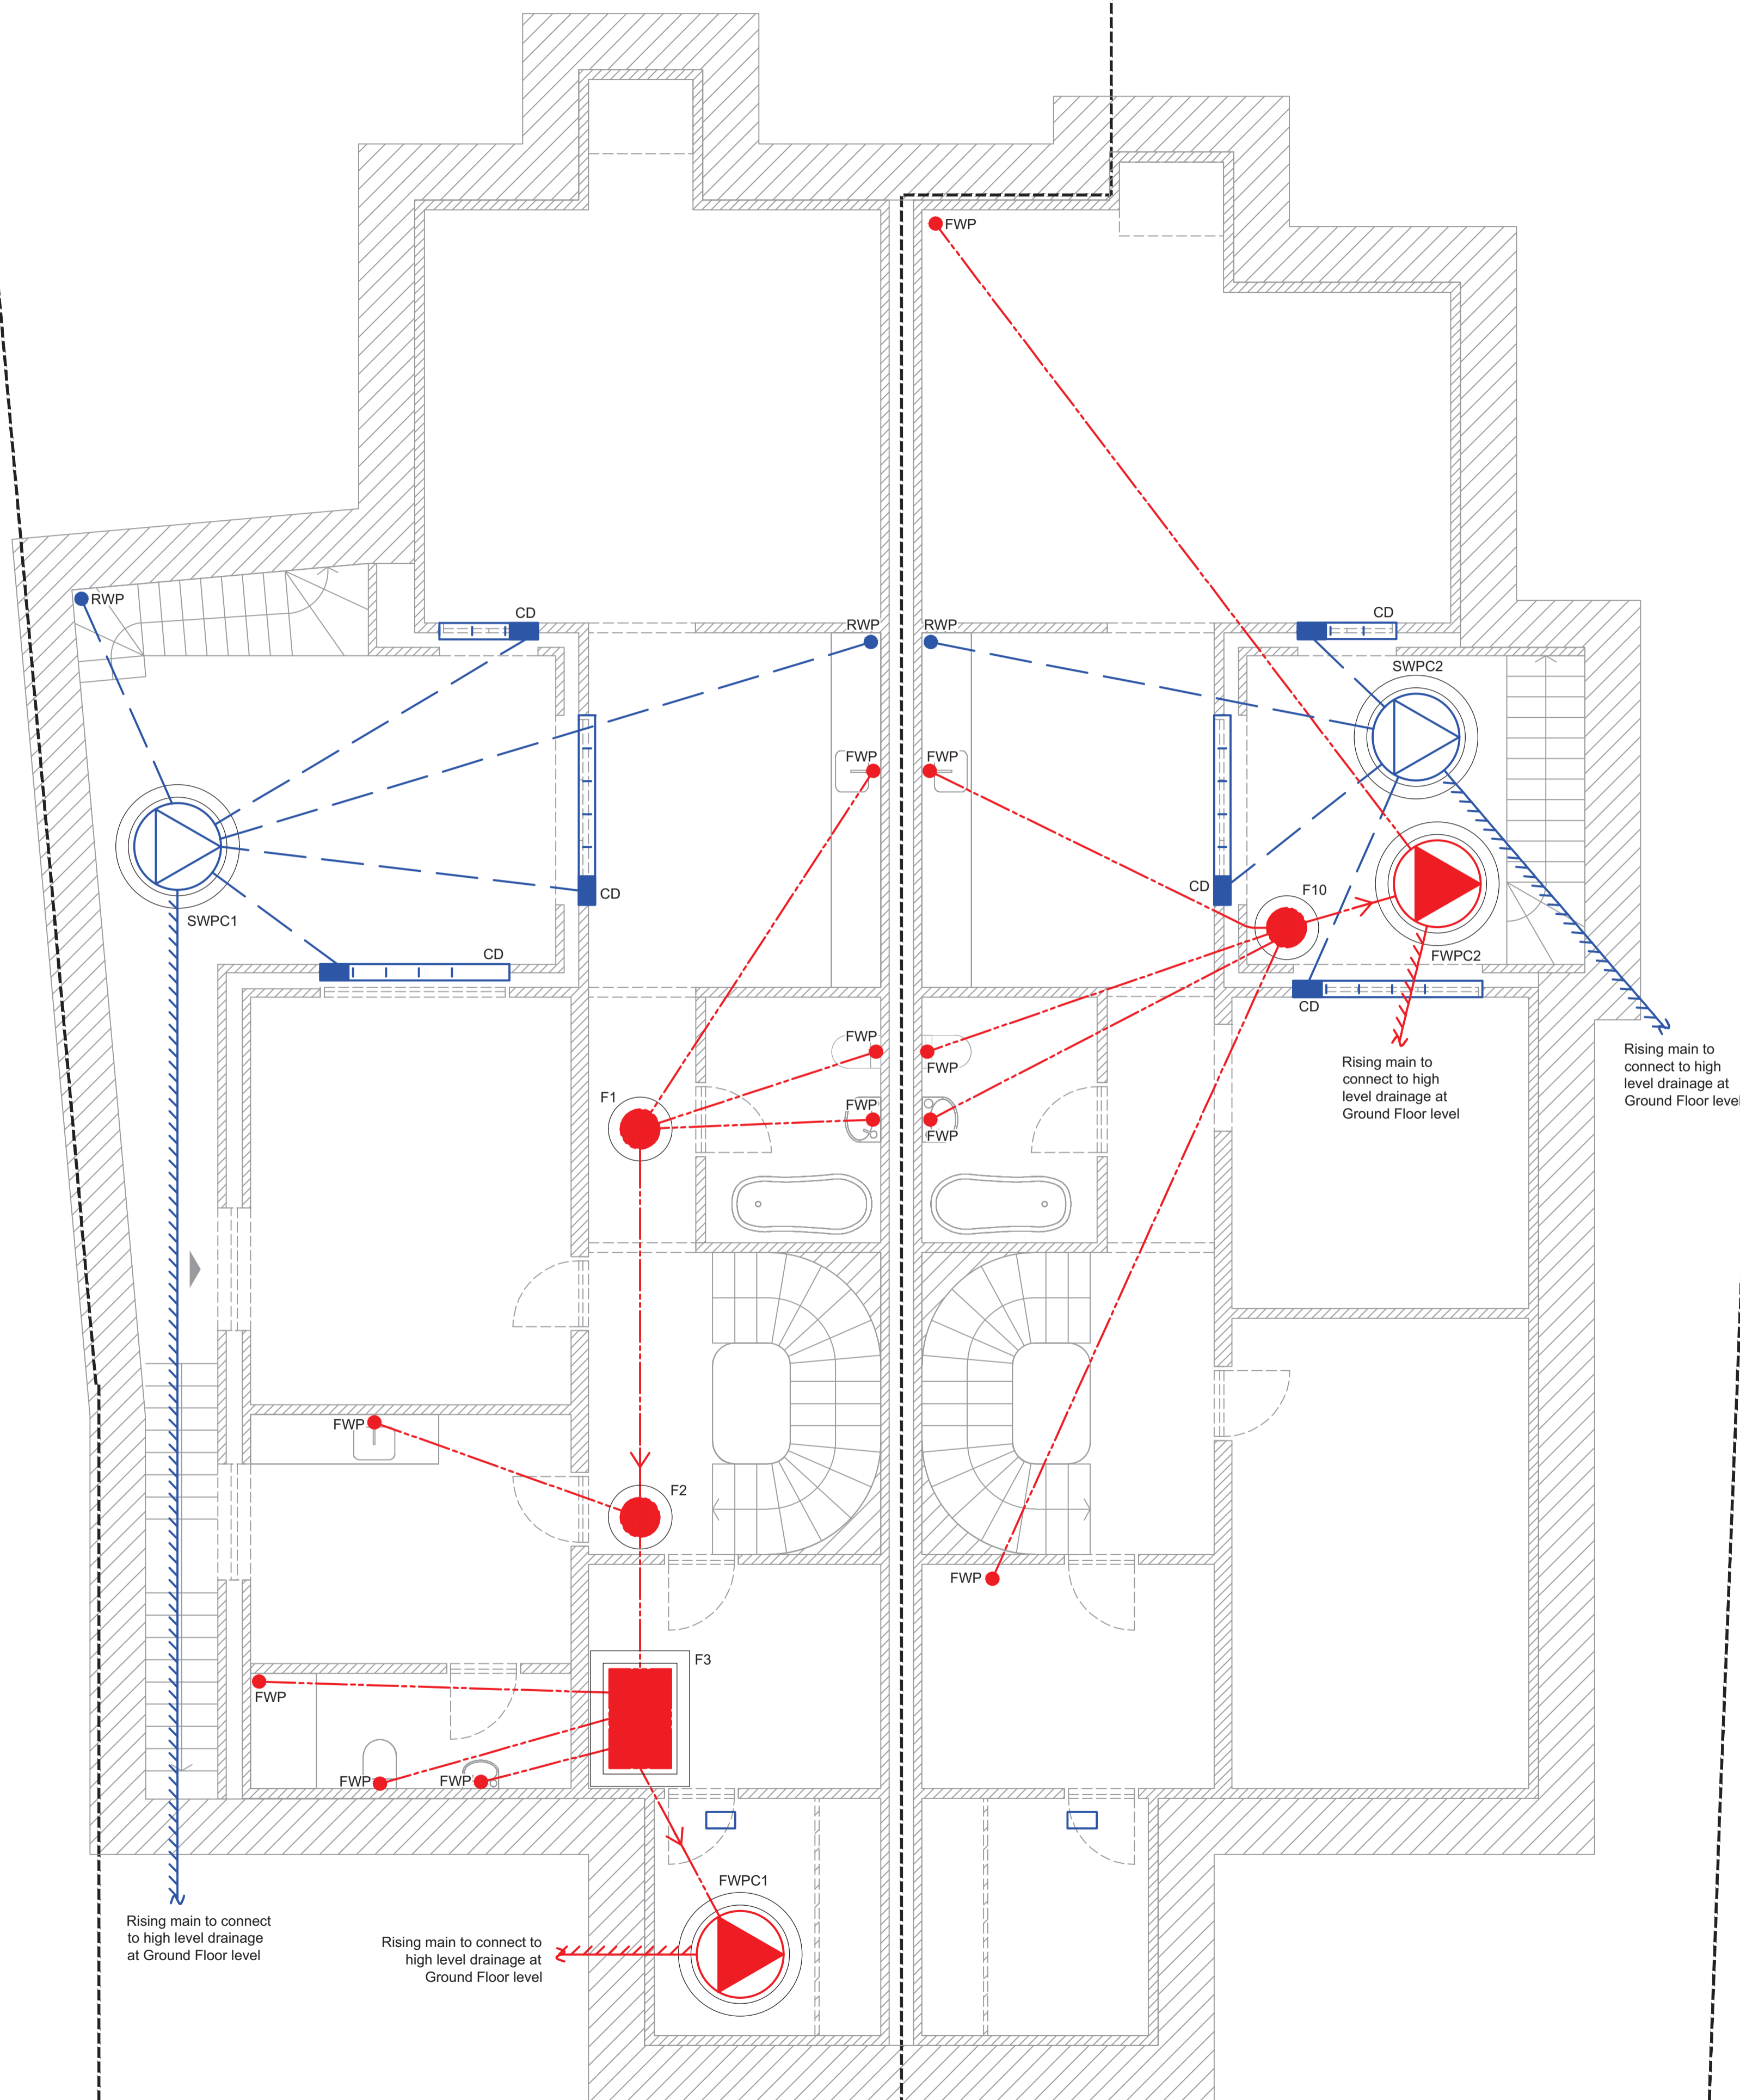 FWP
RWP
CD
RWP
RWP
CD
SWPC2
FWP
FWP
CD
CD
F10
SWPC1
CD
FWPC2
CD
FWP
FWP
Rising main to
connect to high
level drainage at
Ground Floor level
Rising main to
connect to high
level drainage at
Ground Floor level
F1
FWP
FWP
FWP
F2
FWP
F3
FWP
FWP
FWP
FWPC1
Rising main to connect
to high level drainage
at Ground Floor level
Rising main to connect to
high level drainage at
Ground Floor level